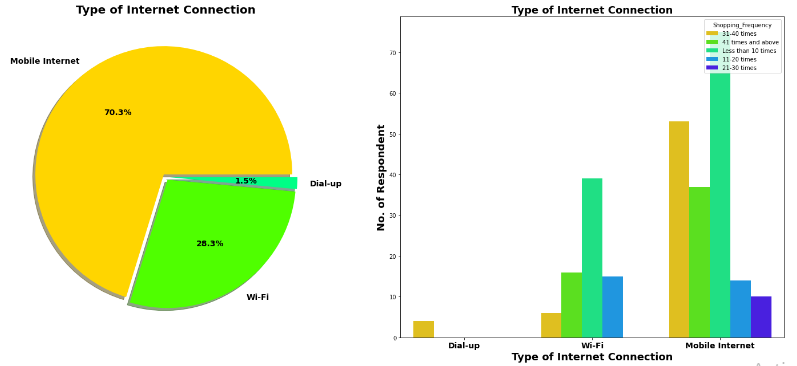 Type of Internet Connection
Mobile Internet
70.3%
1.5%
Dial-up
28.3%
Wi-Fi
Type of Internet Connection
Shopping_Frequency
31-40 times
41 times and above
Less than 10 times
11-20 times
21-30 times
No. of Respondent
70
60
50
40
30
20
10
0
Dial-up
Wi-Fi
Mobile Internet
Type of Internet Connection